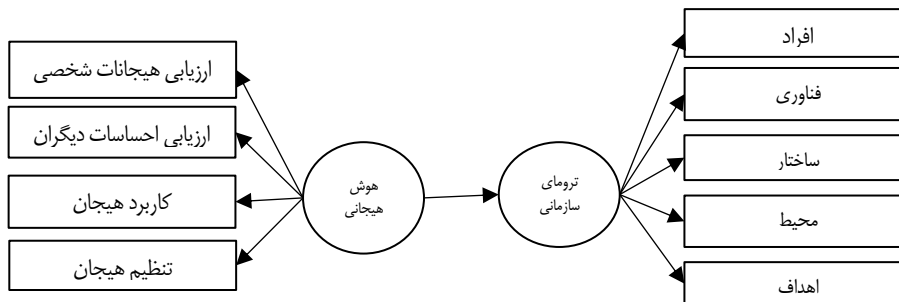 ارزیابی هیجانات شخصی
ارزیابی احساسات دیگران
کاربرد هیجان
تنظیم هیجان
هوش
هیجانی
ترومای
سازمانی
افراد
فناوری
ساختار
محیط
اهداف